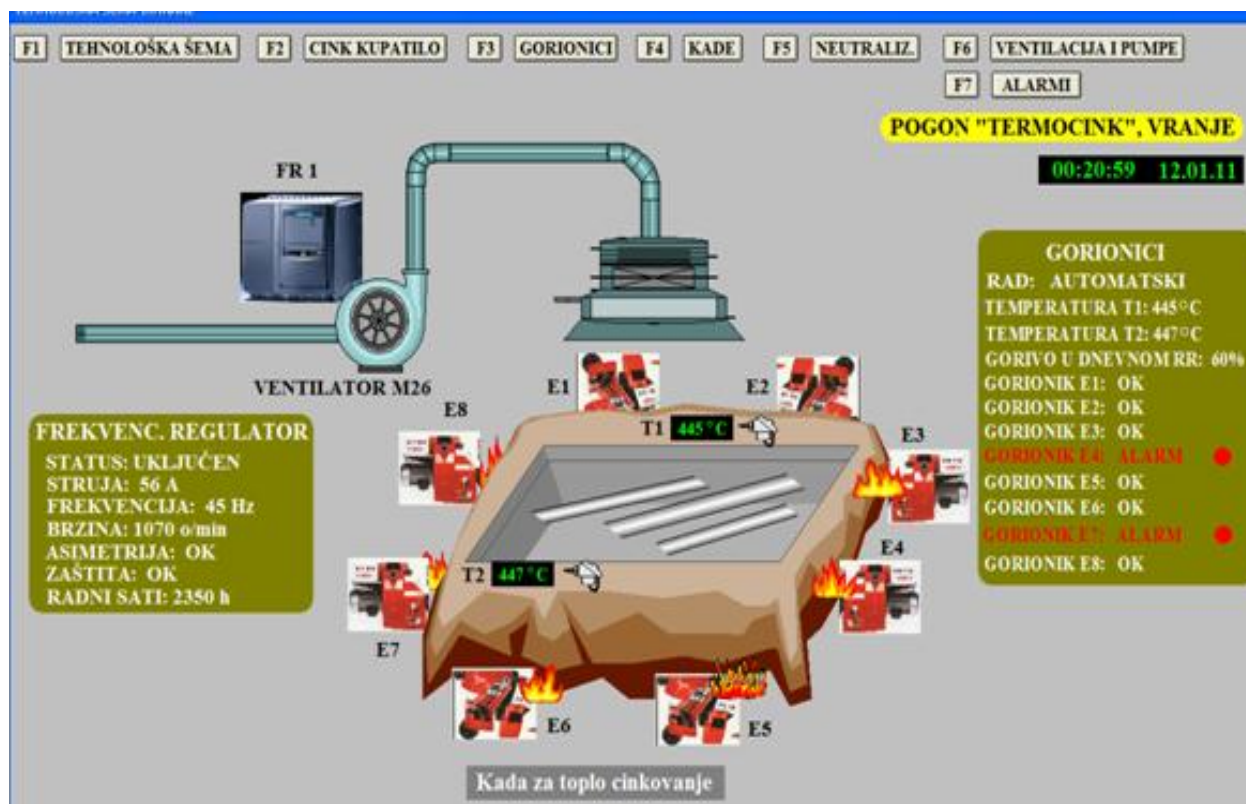 F1 TEHNOLOŠKA ŠEMA F2 CINK KUPATILO F3 GORIONICI F4 KADE F5 NEUTRALIZ. F6 VENTILACIJA I PUMPE
F7 ALARMI
POGON "TERMOCINK", VRANJE
00:20:59 12.01.11
FR 1
VENTILATOR M26
FREKVENC. REGULATOR
STATUS: UKLJUČEN
STRUJA: 56 A
FREKVENCIJA: 45 Hz
BRZINA: 1070 o/min
ASIMETRIJA: OK
ZAŠTITA: OK
RADNI SATI: 2350 h
E1
E2
E8
T1 445°C
E3
E4
T2 447°C
E7
E6
E5
GORIONICI
RAD: AUTOMATSKI
TEMPERATURA T1: 445°C
TEMPERATURA T2: 447°C
GORIVO U DNEVNOM RR: 60%
GORIONIK E1: OK
GORIONIK E2: OK
GORIONIK E3: OK
GORIONIK E4: ALARM
GORIONIK E5: OK
GORIONIK E6: OK
GORIONIK E7: ALARM
GORIONIK E8: OK
Kada za toplo cinkovanje